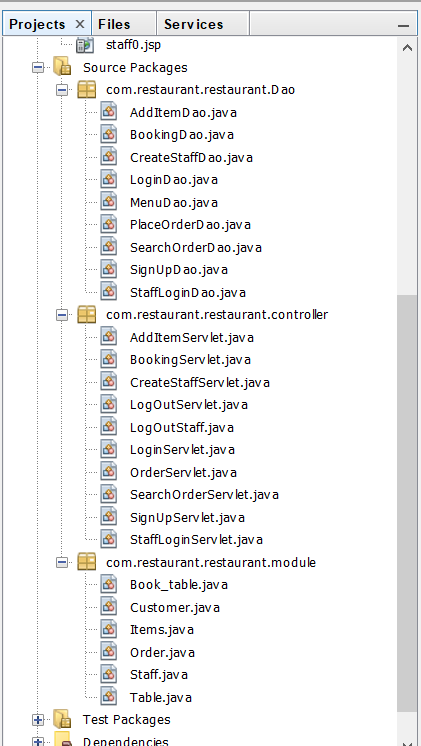 Projects Files Services
staff0.jsp
Source Packages
com.restaurant.restaurant.Dao
AddItemDao.java
BookingDao.java
CreateStaffDao.java
LoginDao.java
MenuDao.java
PlaceOrderDao.java
SearchOrderDao.java
SignUpDao.java
StaffLoginDao.java
com.restaurant.restaurant.controller
AddItemServlet.java
BookingServlet.java
CreateStaffServlet.java
LogOutServlet.java
LogOutStaff.java
LoginServlet.java
OrderServlet.java
SearchOrderServlet.java
SignUpServlet.java
StaffLoginServlet.java
com.restaurant.restaurant.module
Book_table.java
Customer.java
Items.java
Order.java
Staff.java
Table.java
Test Packages
Dependencies